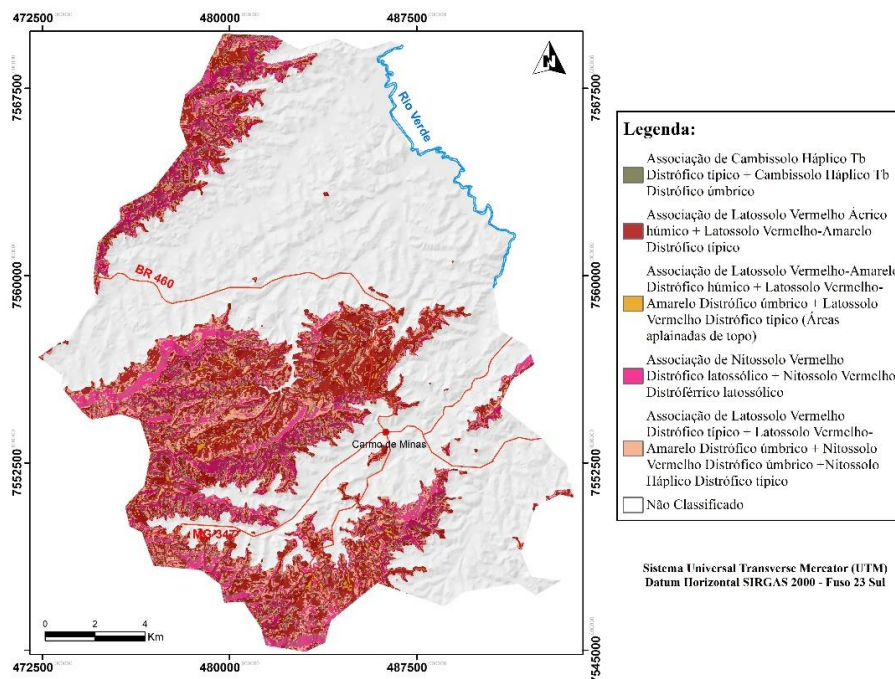 472500 480000 487500
7567500
7567500
Rio Verde
N
BR 460
7560000
7560000
Carmo de Minas
7552500
7552500
MG 347
0 2 4
Km
7545000
472500 480000 487500
Legenda:
Associação de Cambissolo Háplico Tb
Distrófico típico + Cambissolo Háplico Tb
Distrófico úmbrico
Associação de Latossolo Vermelho Ácrico
húmico + Latossolo Vermelho-Amarelo
Distrófico típico
Associação de Latossolo Vermelho-Amarelo
Distrófico húmico + Latossolo Vermelho-
Amarelo Distrófico úmbrico + Latossolo
Vermelho Distrófico típico (Áreas
aplainadas de topo)
Associação de Nitossolo Vermelho
Distrófico latossólico + Nitossolo Vermelho
Distroférrico latossólico
Associação de Latossolo Vermelho
Distrófico típico + Latossolo Vermelho-
Amarelo Distrófico úmbrico + Nitossolo
Vermelho Distrófico úmbrico +Nitossolo
Háplico Distrófico típico
Não Classificado
Sistema Universal Transverse Mercator (UTM)
Datum Horizontal SIRGAS 2000 - Fuso 23 Sul